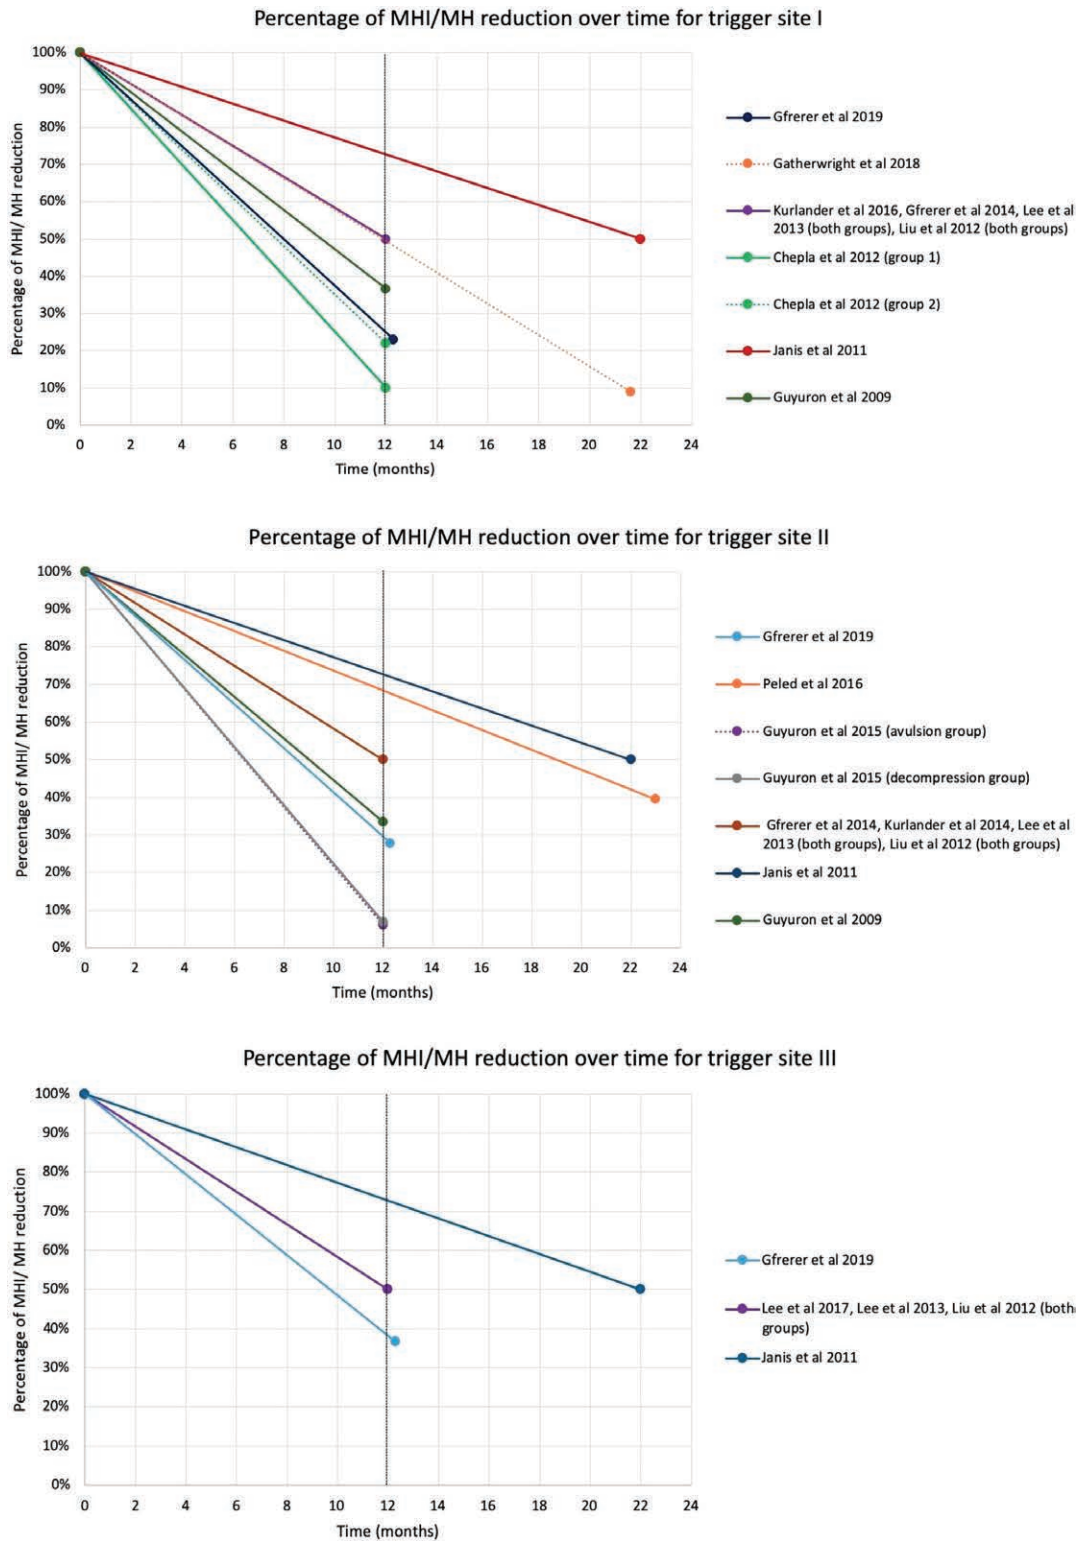 Percentage of MHI/MH reduction over time for trigger site I
100%
90%
80%
70%
60%
50%
40%
30%
20%
10%
0%
Percentage of MHI/ MH reduction
0 2 4 6 8 10 12 14 16 18 20 22 24
Time (months)
Gfrerer et al 2019
Gatherwright et al 2018
Kurlander et al 2016, Gfrerer et al 2014, Lee et al
2013 (both groups), Liu et al 2012 (both groups)
Chepla et al 2012 (group 1)
Chepla et al 2012 (group 2)
Janis et al 2011
Guyuron et al 2009
Percentage of MHI/MH reduction over time for trigger site II
100%
90%
80%
70%
60%
50%
40%
30%
20%
10%
0%
Percentage of MHI/ MH reduction
0 2 4 6 8 10 12 14 16 18 20 22 24
Time (months)
Gfrerer et al 2019
Peled et al 2016
Guyuron et al 2015 (avulsion group)
Guyuron et al 2015 (decompression group)
Gfrerer et al 2014, Kurlander et al 2014, Lee et al
2013 (both groups), Liu et al 2012 (both groups)
Janis et al 2011
Guyuron et al 2009
Percentage of MHI/MH reduction over time for trigger site III
100%
90%
80%
70%
60%
50%
40%
30%
20%
10%
0%
Percentage of MHI/ MH reduction
0 2 4 6 8 10 12 14 16 18 20 22 24
Time (months)
Gfrerer et al 2019
Lee et al 2017, Lee et al 2013, Liu et al 2012 (both
groups)
Janis et al 2011